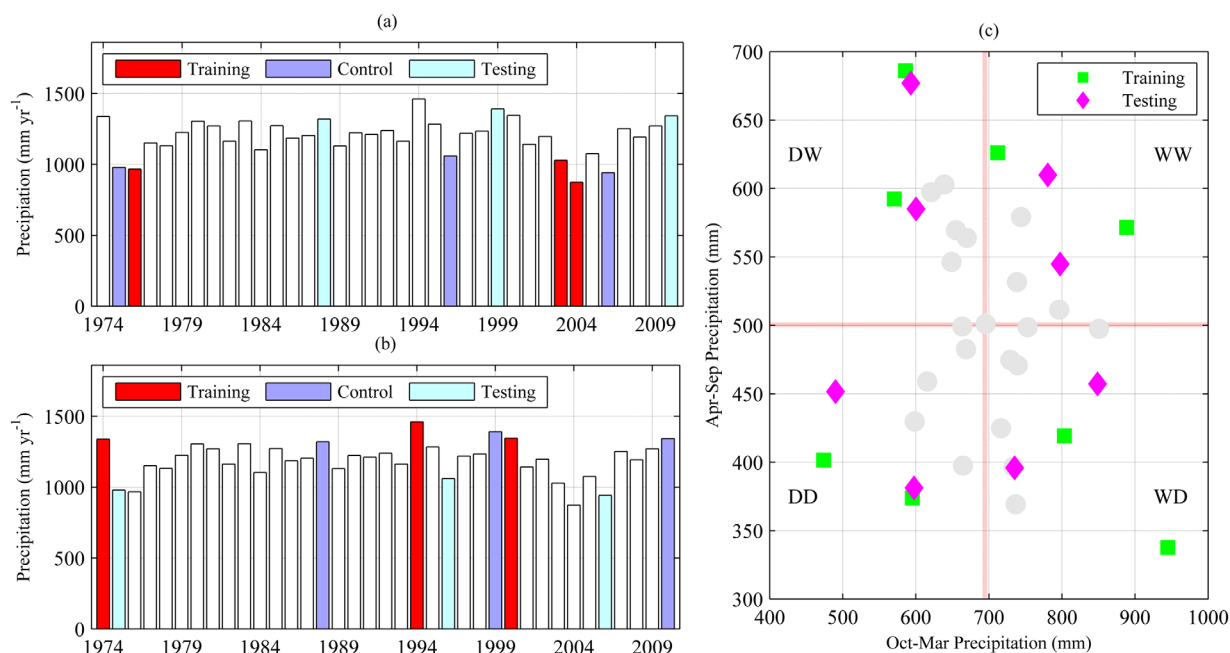 (a)
Training Control Testing
Precipiation (mm yr-1)
1500
1000
500
0
1974 1979 1984 1989 1994 1999 2004 2009
(b)
Training Control Testing
Precipitation (mm yr-1)
1500
1000
500
0
1974 1979 1984 1989 1994 1999 2004 2009
(c)
Training
Testing
DW WW
DD WD
Apr-Sep Precipitation (mm)
700
650
600
550
500
450
400
350
300
400 500 600 700 800 900 1000
Oct-Mar Precipitation (mm)